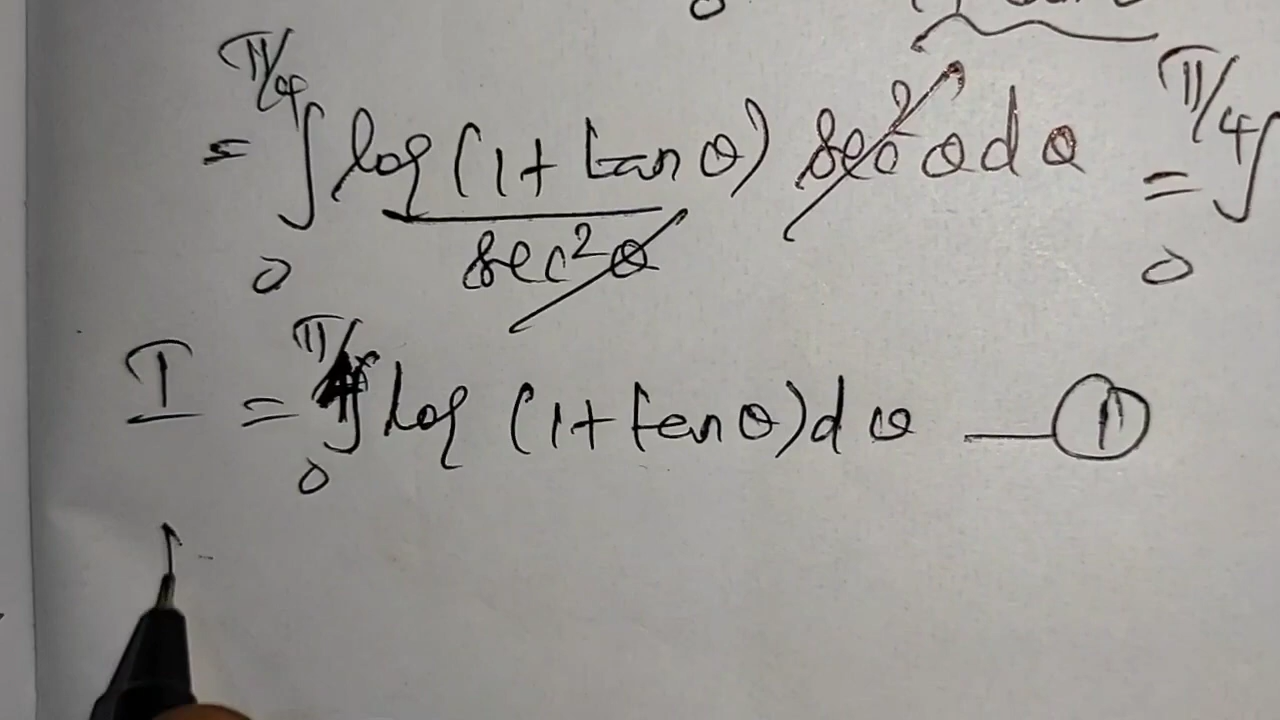 = ∫₀^(π/4) log(1+tanθ)/sec²θ sec²θ dθ = ∫₀^(π/4)
I = ∫₀^(π/4) log(1+tanθ)dθ — ①